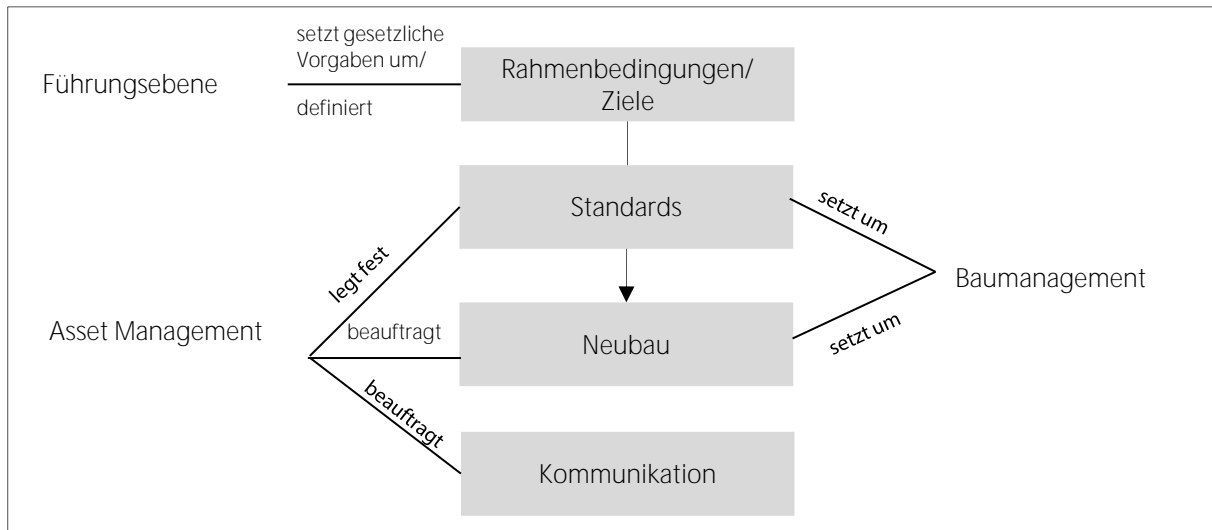 setzt gesetzliche
Vorgaben um/
Führungsebene
definiert
Rahmenbedingungen/
Ziele
Standards
setzt um
legt fest
Baumanagement
Asset Management
beauftragt
Neubau
setzt um
beauftragt
Kommunikation